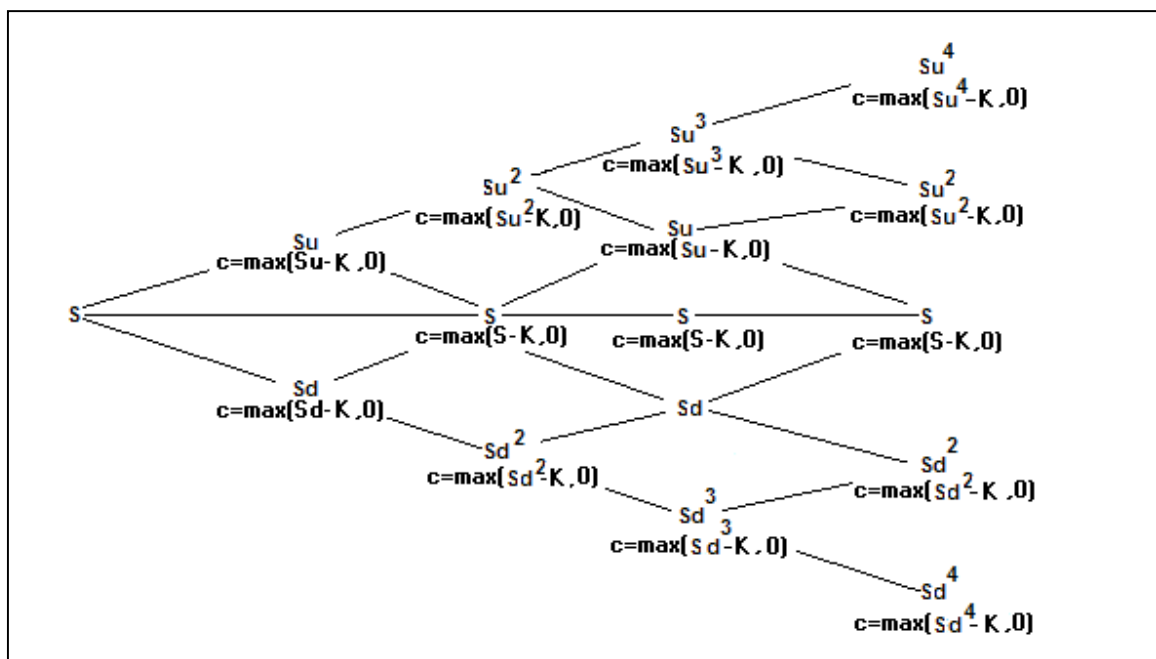 Su⁴
c=max(Su⁴-K,0)
Su³
c=max(Su³-K,0)
Su²
c=max(Su²-K,0)
Su²
c=max(Su²-K,0)
Su
c=max(Su-K,0)
Su
c=max(Su-K,0)
S
S
c=max(S-K,0)
S
c=max(S-K,0)
S
c=max(S-K,0)
Sd
c=max(Sd-K,0)
Sd
Sd²
c=max(Sd²-K,0)
Sd²
c=max(Sd²-K,0)
Sd³
c=max(Sd³-K,0)
Sd⁴
c=max(Sd⁴-K,0)